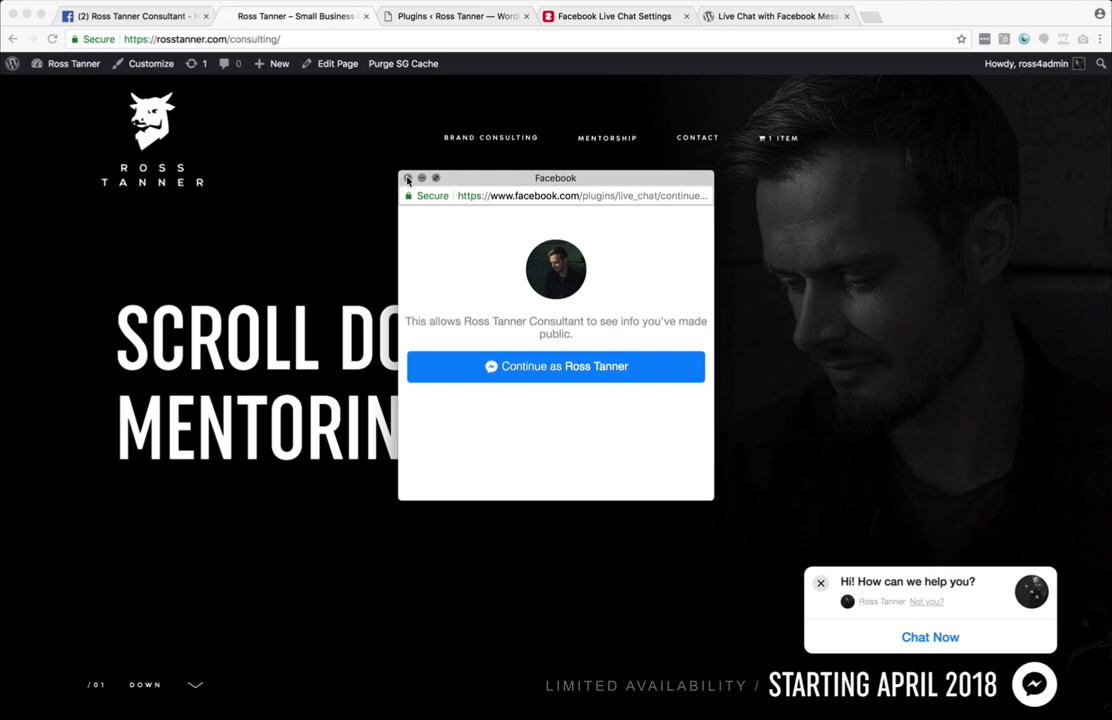 (2) Ross Tanner Consultant - H
Ross Tanner – Small Business C
Plugins ‹ Ross Tanner — Word
Facebook Live Chat Settings
Live Chat with Facebook Mess
Secure https://rosstanner.com/consulting/
Ross Tanner Customize 1 0 New Edit Page Purge SG Cache Howdy, ross4admin
BRAND CONSULTING MENTORSHIP CONTACT 1 ITEM
ROSS
TANNER
Facebook
Secure https://www.facebook.com/plugins/live_chat/continue...
This allows Ross Tanner Consultant to see info you've made
public.
Continue as Ross Tanner
SCROLL DO
MENTORIN
Hi! How can we help you?
Ross Tanner Not you?
Chat Now
/01 DOWN
LIMITED AVAILABILITY / STARTING APRIL 2018